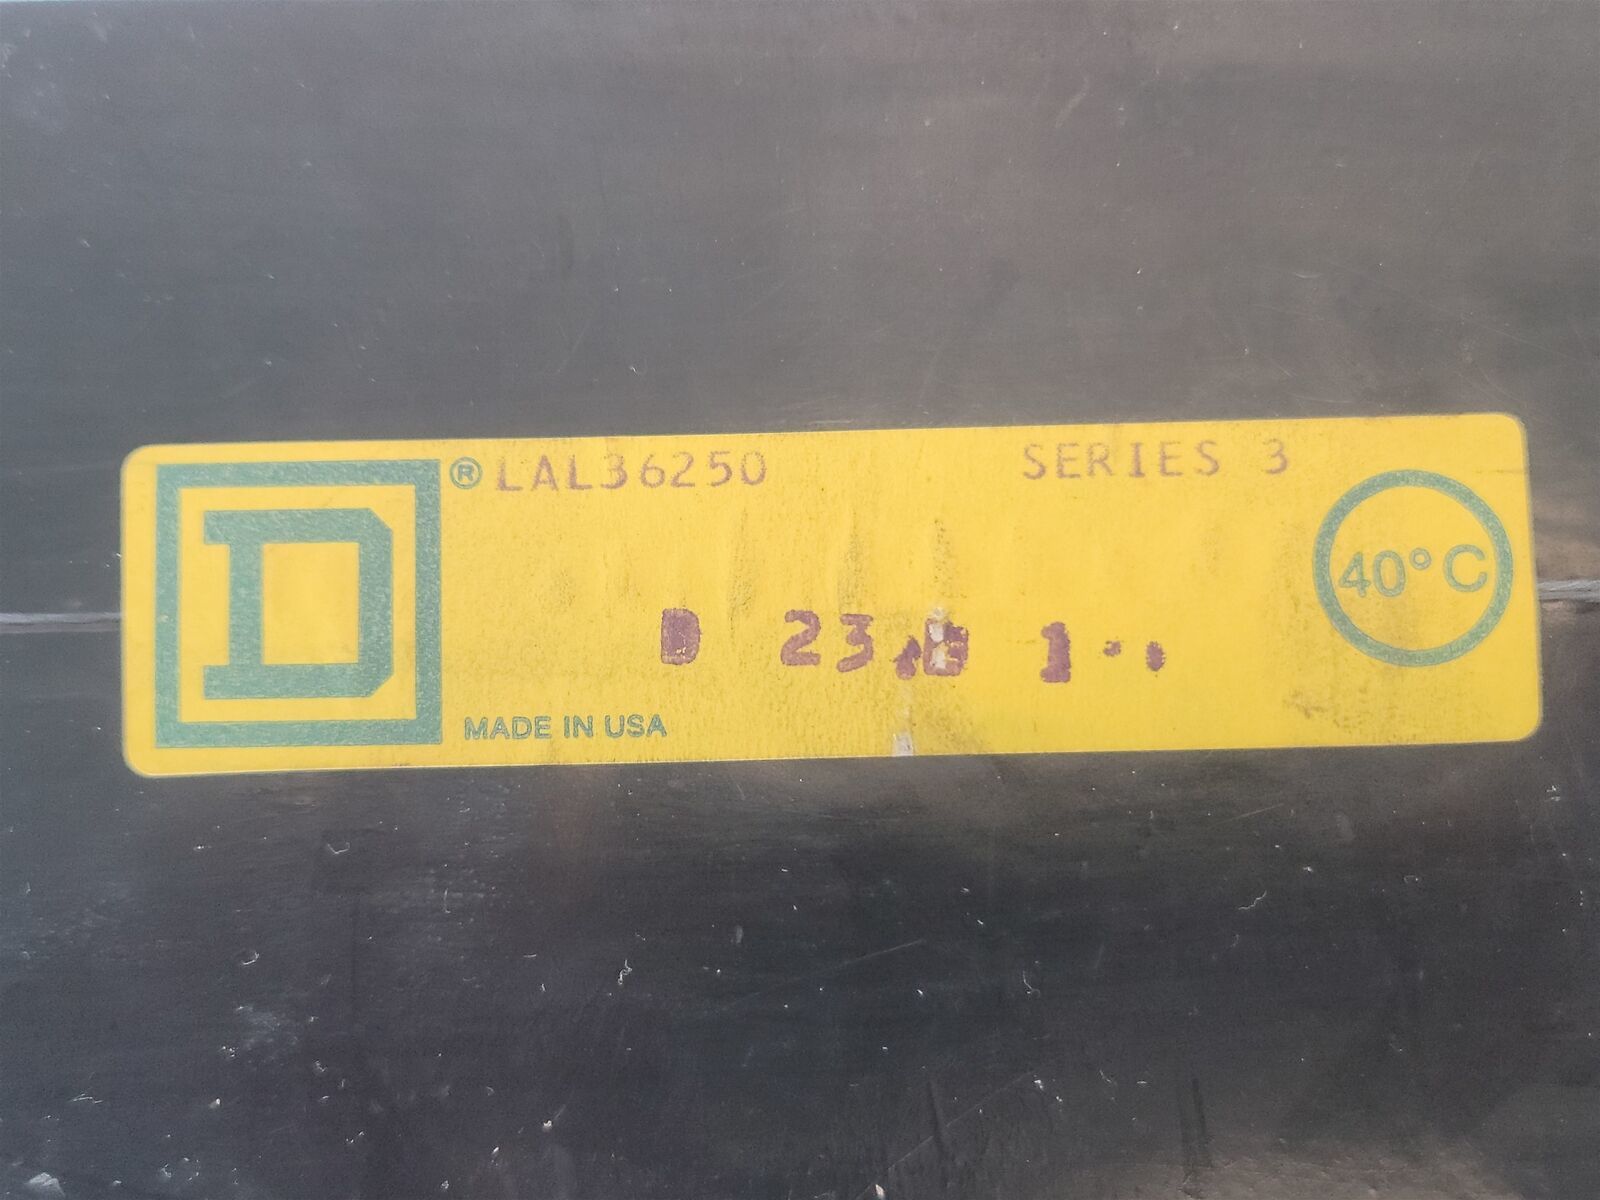 ® LAL36250 SERIES 3
40°C
D 23
MADE IN USA